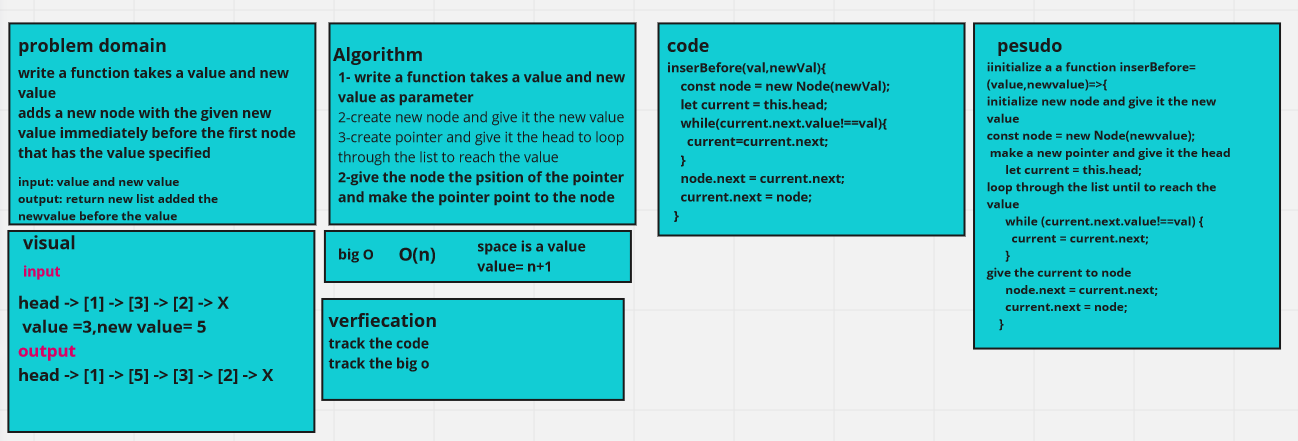 problem domain
write a function takes a value and new
value
adds a new node with the given new
value immediately before the first node
that has the value specified
input: value and new value
output: return new list added the
newvalue before the value
visual
input
head -> [1] -> [3] -> [2] -> X
value =3,new value= 5
output
head -> [1] -> [5] -> [3] -> [2] -> X
Algorithm
1- write a function takes a value and new
value as parameter
2-create new node and give it the new value
3-create pointer and give it the head to loop
through the list to reach the value
2-give the node the psition of the pointer
and make the pointer point to the node
big O O(n) space is a value
value= n+1
verfiecation
track the code
track the big o
code
inserBefore(val,newVal){
const node = new Node(newVal);
let current = this.head;
while(current.next.value!==val){
current=current.next;
}
node.next = current.next;
current.next = node;
}
pesudo
iinitialize a a function inserBefore=
(value,newvalue)=>{
initialize new node and give it the new
value
const node = new Node(newvalue);
make a new pointer and give it the head
let current = this.head;
loop through the list until to reach the
value
while (current.next.value!==val) {
current = current.next;
}
give the current to node
node.next = current.next;
current.next = node;
}